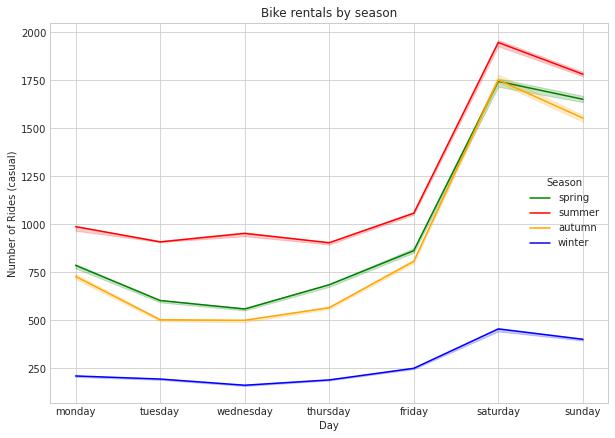 Bike rentals by season
2000
1750
1500
1250
1000
750
500
250
Number of Rides (casual)
Season
spring
summer
autumn
winter
monday tuesday wednesday thursday friday saturday sunday
Day